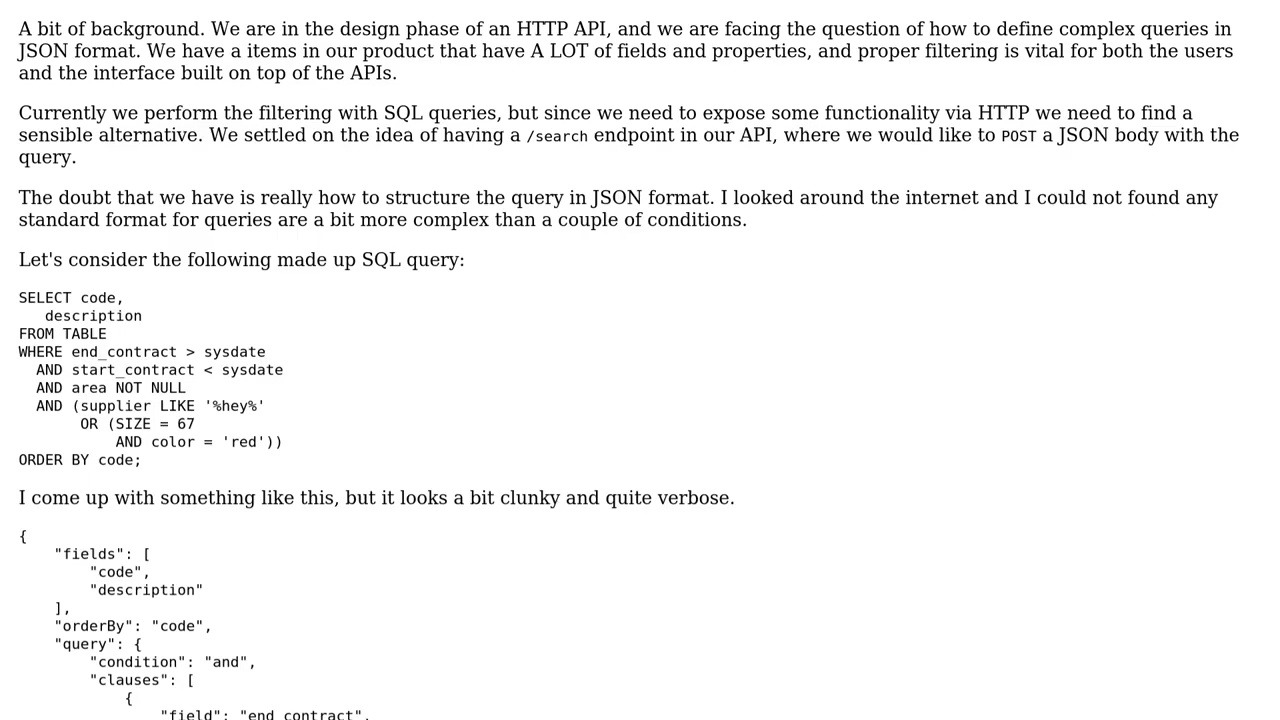 A bit of background. We are in the design phase of an HTTP API, and we are facing the question of how to define complex queries in
JSON format. We have a items in our product that have A LOT of fields and properties, and proper filtering is vital for both the users
and the interface built on top of the APIs.
Currently we perform the filtering with SQL queries, but since we need to expose some functionality via HTTP we need to find a
sensible alternative. We settled on the idea of having a /search endpoint in our API, where we would like to POST a JSON body with the
query.
The doubt that we have is really how to structure the query in JSON format. I looked around the internet and I could not found any
standard format for queries are a bit more complex than a couple of conditions.
Let's consider the following made up SQL query:
SELECT code,
   description
FROM TABLE
WHERE end_contract > sysdate
  AND start_contract < sysdate
  AND area NOT NULL
  AND (supplier LIKE '%hey%'
       OR (SIZE = 67
           AND color = 'red'))
ORDER BY code;
I come up with something like this, but it looks a bit clunky and quite verbose.
{
    "fields": [
        "code",
        "description"
    ],
    "orderBy": "code",
    "query": {
        "condition": "and",
        "clauses": [
            {
                "field": "end_contract",